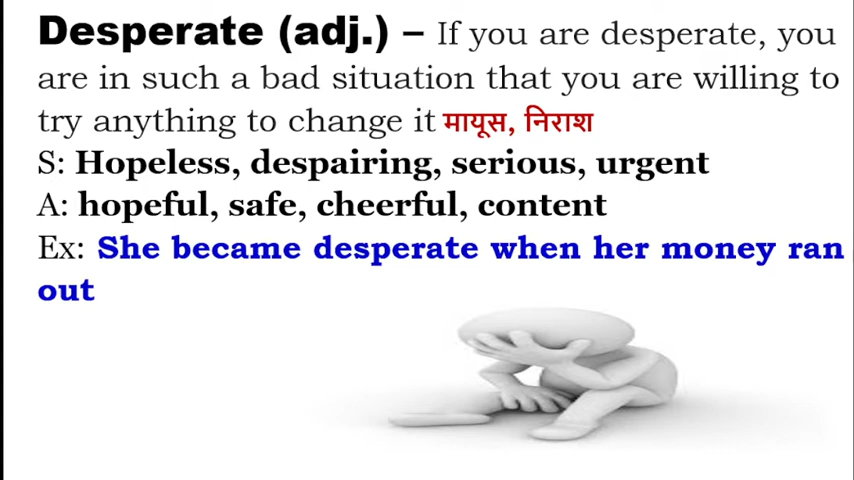 Desperate (adj.) – If you are desperate, you
are in such a bad situation that you are willing to
try anything to change it मायूस, निराश
S: Hopeless, despairing, serious, urgent
A: hopeful, safe, cheerful, content
Ex: She became desperate when her money ran
out